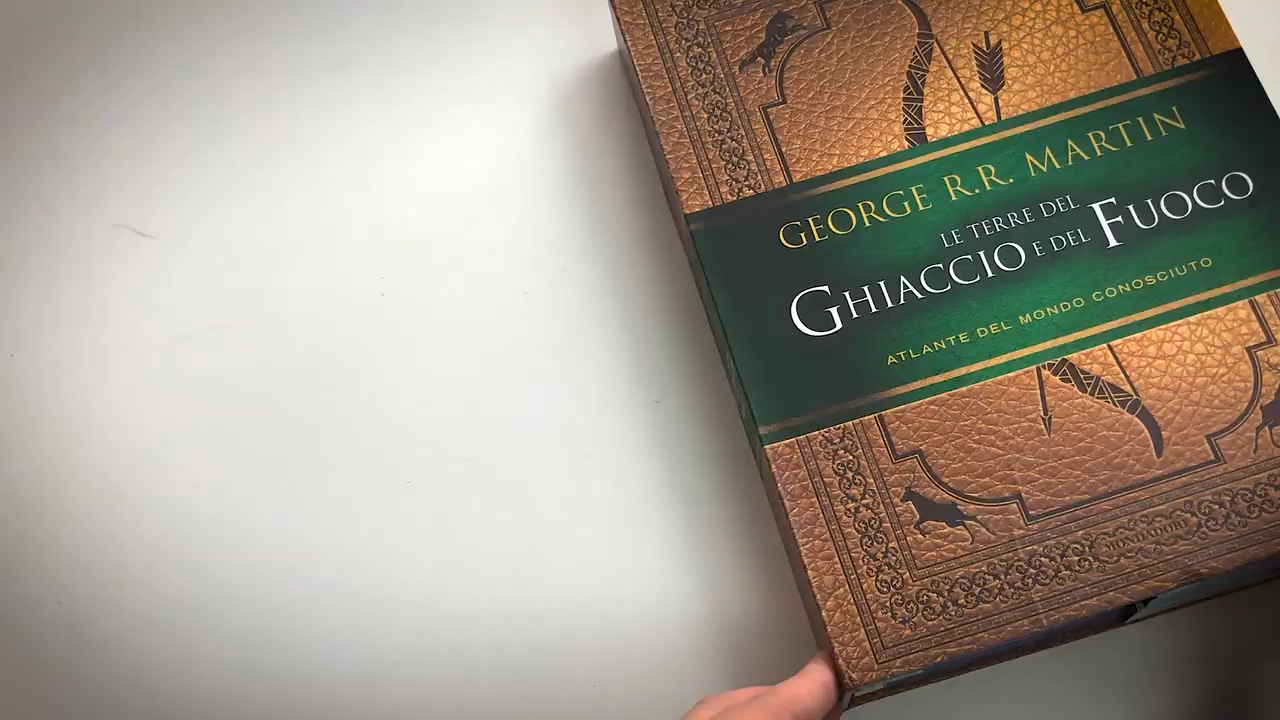 GEORGE R.R. MARTIN
LE TERRE DEL
GHIACCIO E DEL FUOCO
ATLANTE DEL MONDO CONOSCIUTO
MONDADORI